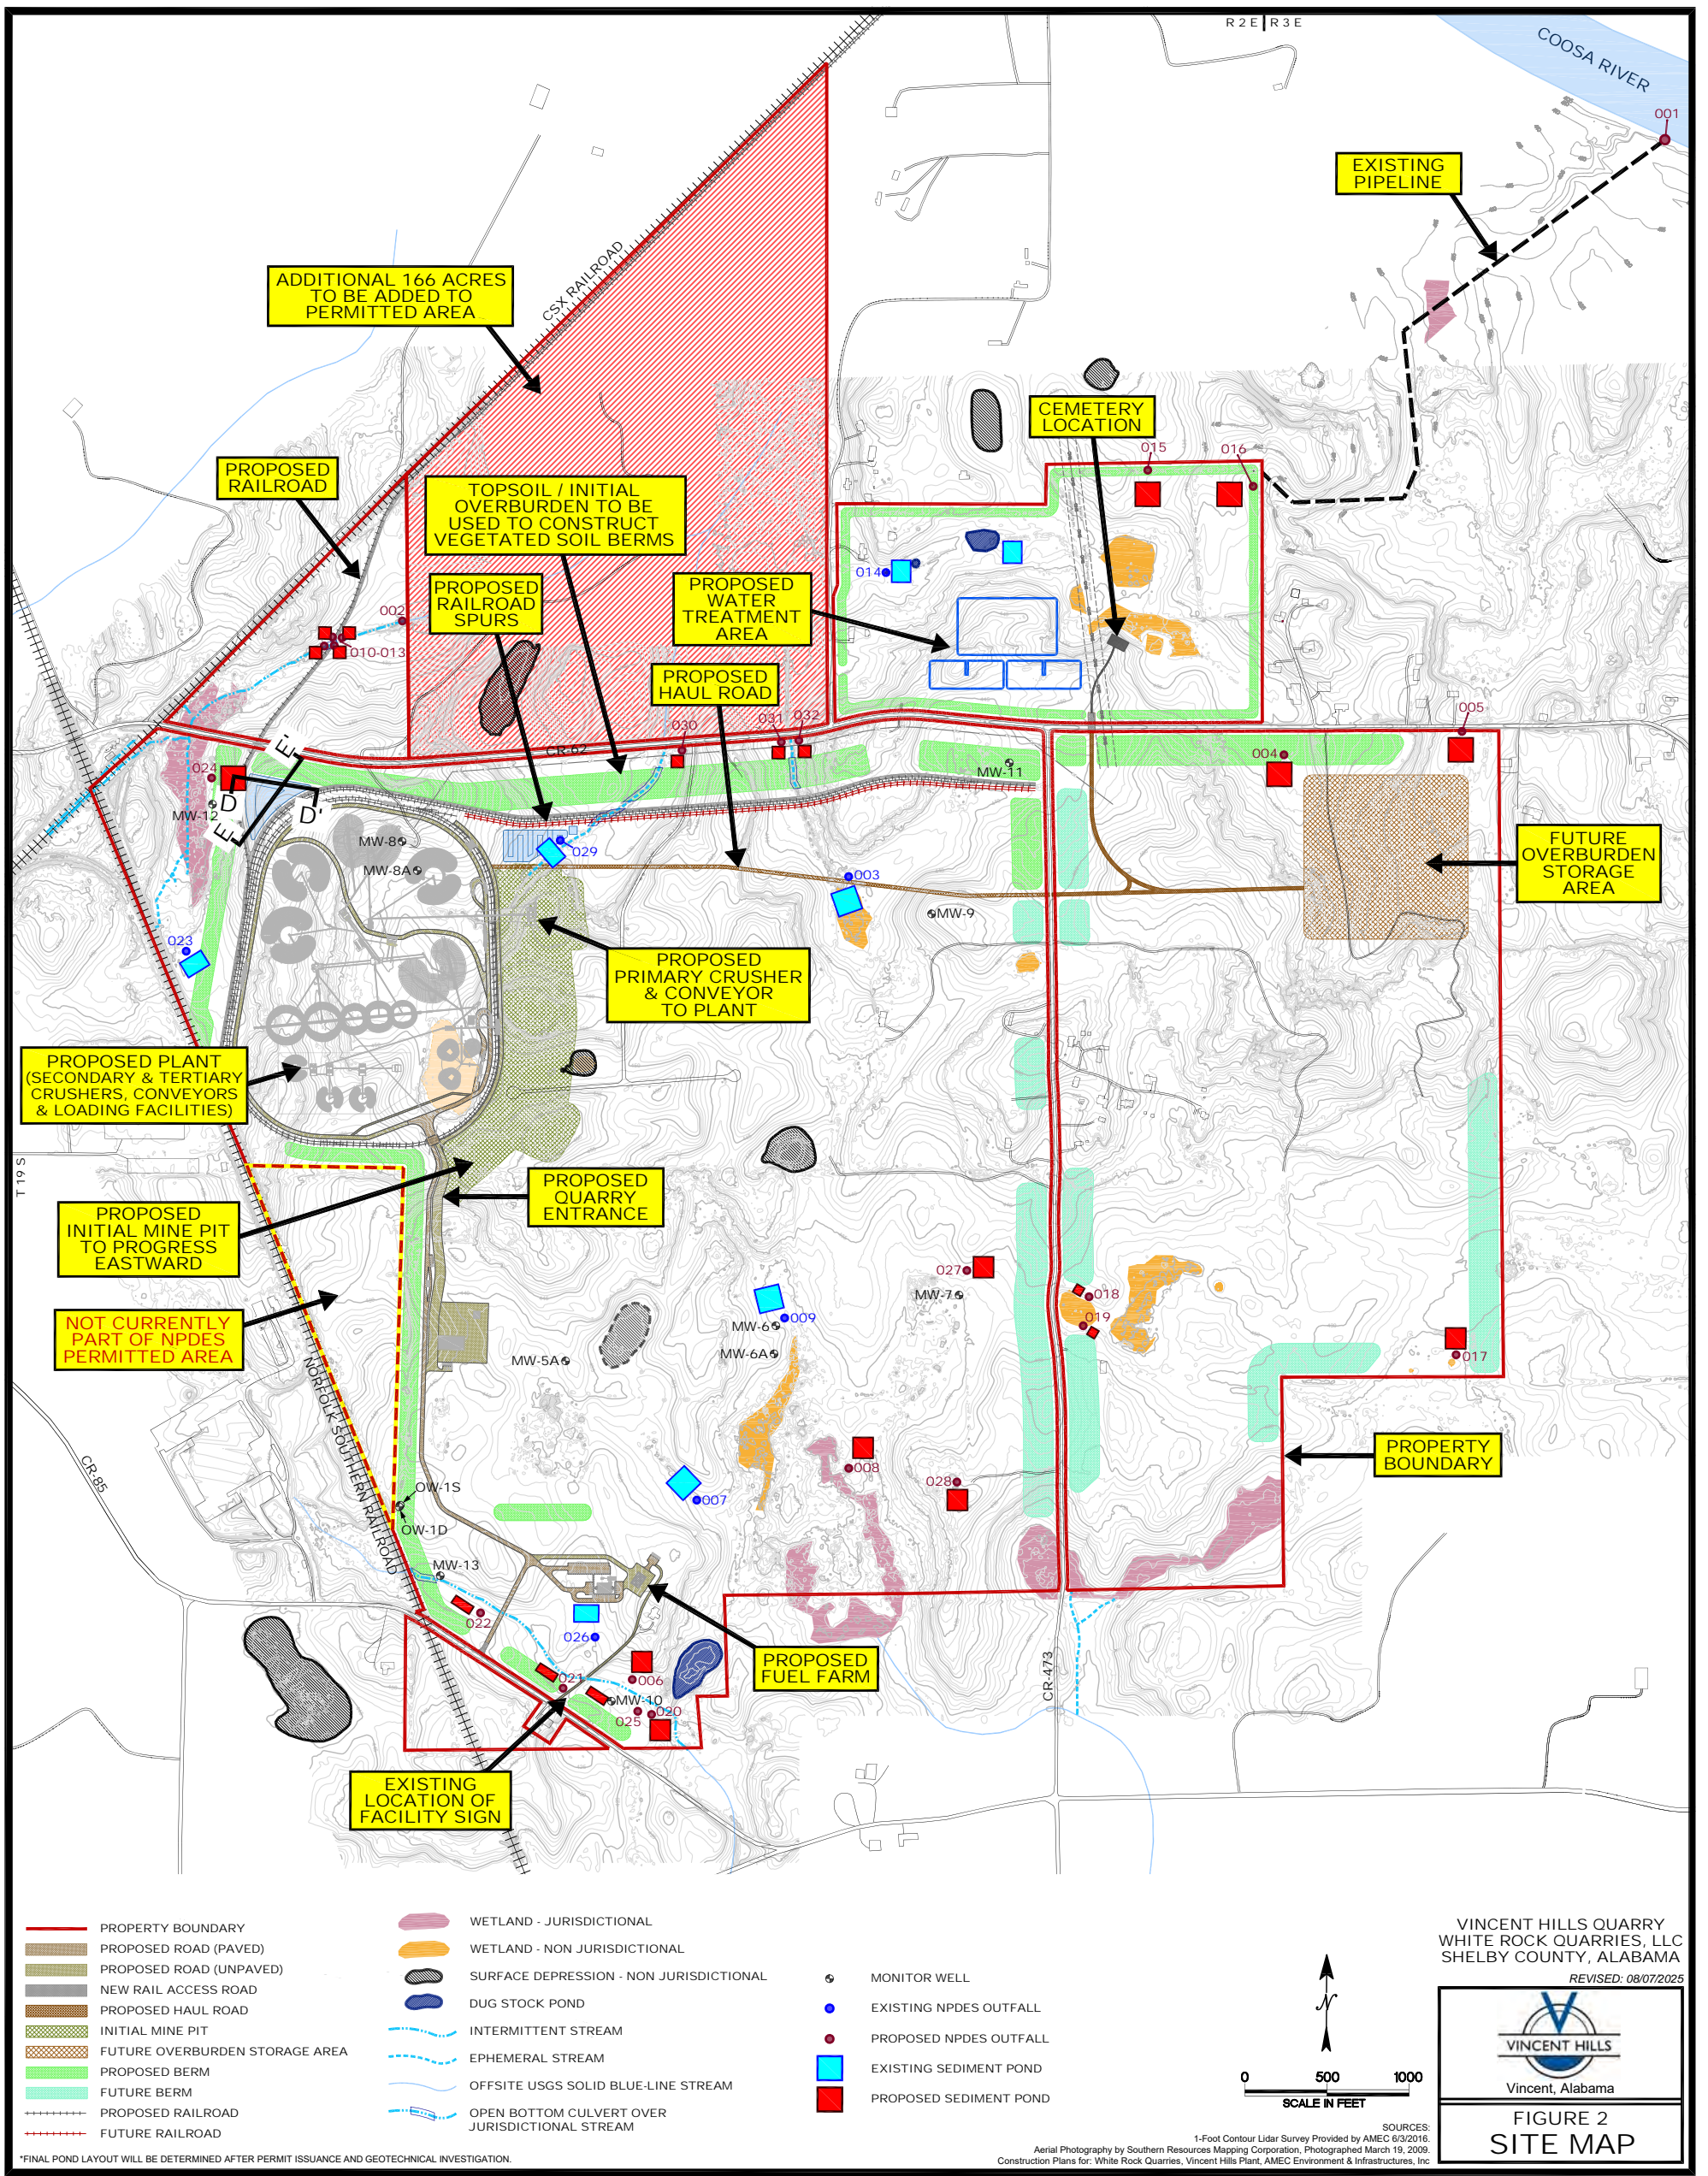 R 2 E R 3 E
COOSA RIVER
001
EXISTING
PIPELINE
ADDITIONAL 166 ACRES
TO BE ADDED TO
PERMITTED AREA
CSX RAILROAD
CEMETERY
LOCATION
015
016
PROPOSED
RAILROAD
TOPSOIL / INITIAL
OVERBURDEN TO BE
USED TO CONSTRUCT
VEGETATED SOIL BERMS
PROPOSED
RAILROAD
SPURS
PROPOSED
WATER
TREATMENT
AREA
014
002
010-013
PROPOSED
HAUL ROAD
030
031
032
005
CR-62
004
E'
024
D
D'
E
MW-12
MW-11
MW-8
MW-8A
029
003
MW-9
FUTURE
OVERBURDEN
STORAGE
AREA
023
PROPOSED
PRIMARY CRUSHER
& CONVEYOR
TO PLANT
PROPOSED PLANT
(SECONDARY & TERTIARY
CRUSHERS, CONVEYORS
& LOADING FACILITIES)
T 19 S
PROPOSED
QUARRY
ENTRANCE
PROPOSED
INITIAL MINE PIT
TO PROGRESS
EASTWARD
027
MW-7
018
019
009
MW-6
MW-6A
MW-5A
017
NOT CURRENTLY
PART OF NPDES
PERMITTED AREA
NORFOLK SOUTHERN RAILROAD
CR-85
PROPERTY
BOUNDARY
008
028
007
OW-1S
OW-1D
MW-13
022
026
PROPOSED
FUEL FARM
006
021
MW-10
025
020
CR-473
EXISTING
LOCATION OF
FACILITY SIGN
PROPERTY BOUNDARY
PROPOSED ROAD (PAVED)
PROPOSED ROAD (UNPAVED)
NEW RAIL ACCESS ROAD
PROPOSED HAUL ROAD
INITIAL MINE PIT
FUTURE OVERBURDEN STORAGE AREA
PROPOSED BERM
FUTURE BERM
PROPOSED RAILROAD
FUTURE RAILROAD
*FINAL POND LAYOUT WILL BE DETERMINED AFTER PERMIT ISSUANCE AND GEOTECHNICAL INVESTIGATION.
WETLAND - JURISDICTIONAL
WETLAND - NON JURISDICTIONAL
SURFACE DEPRESSION - NON JURISDICTIONAL
DUG STOCK POND
INTERMITTENT STREAM
EPHEMERAL STREAM
OFFSITE USGS SOLID BLUE-LINE STREAM
OPEN BOTTOM CULVERT OVER
JURISDICTIONAL STREAM
MONITOR WELL
EXISTING NPDES OUTFALL
PROPOSED NPDES OUTFALL
EXISTING SEDIMENT POND
PROPOSED SEDIMENT POND
N
0 500 1000
SCALE IN FEET
SOURCES:
1-Foot Contour Lidar Survey Provided by AMEC 6/3/2016.
Aerial Photography by Southern Resources Mapping Corporation, Photographed March 19, 2009.
Construction Plans for: White Rock Quarries, Vincent Hills Plant, AMEC Environment & Infrastructures, Inc
VINCENT HILLS QUARRY
WHITE ROCK QUARRIES, LLC
SHELBY COUNTY, ALABAMA
REVISED: 08/07/2025
VINCENT HILLS
Vincent, Alabama
FIGURE 2
SITE MAP